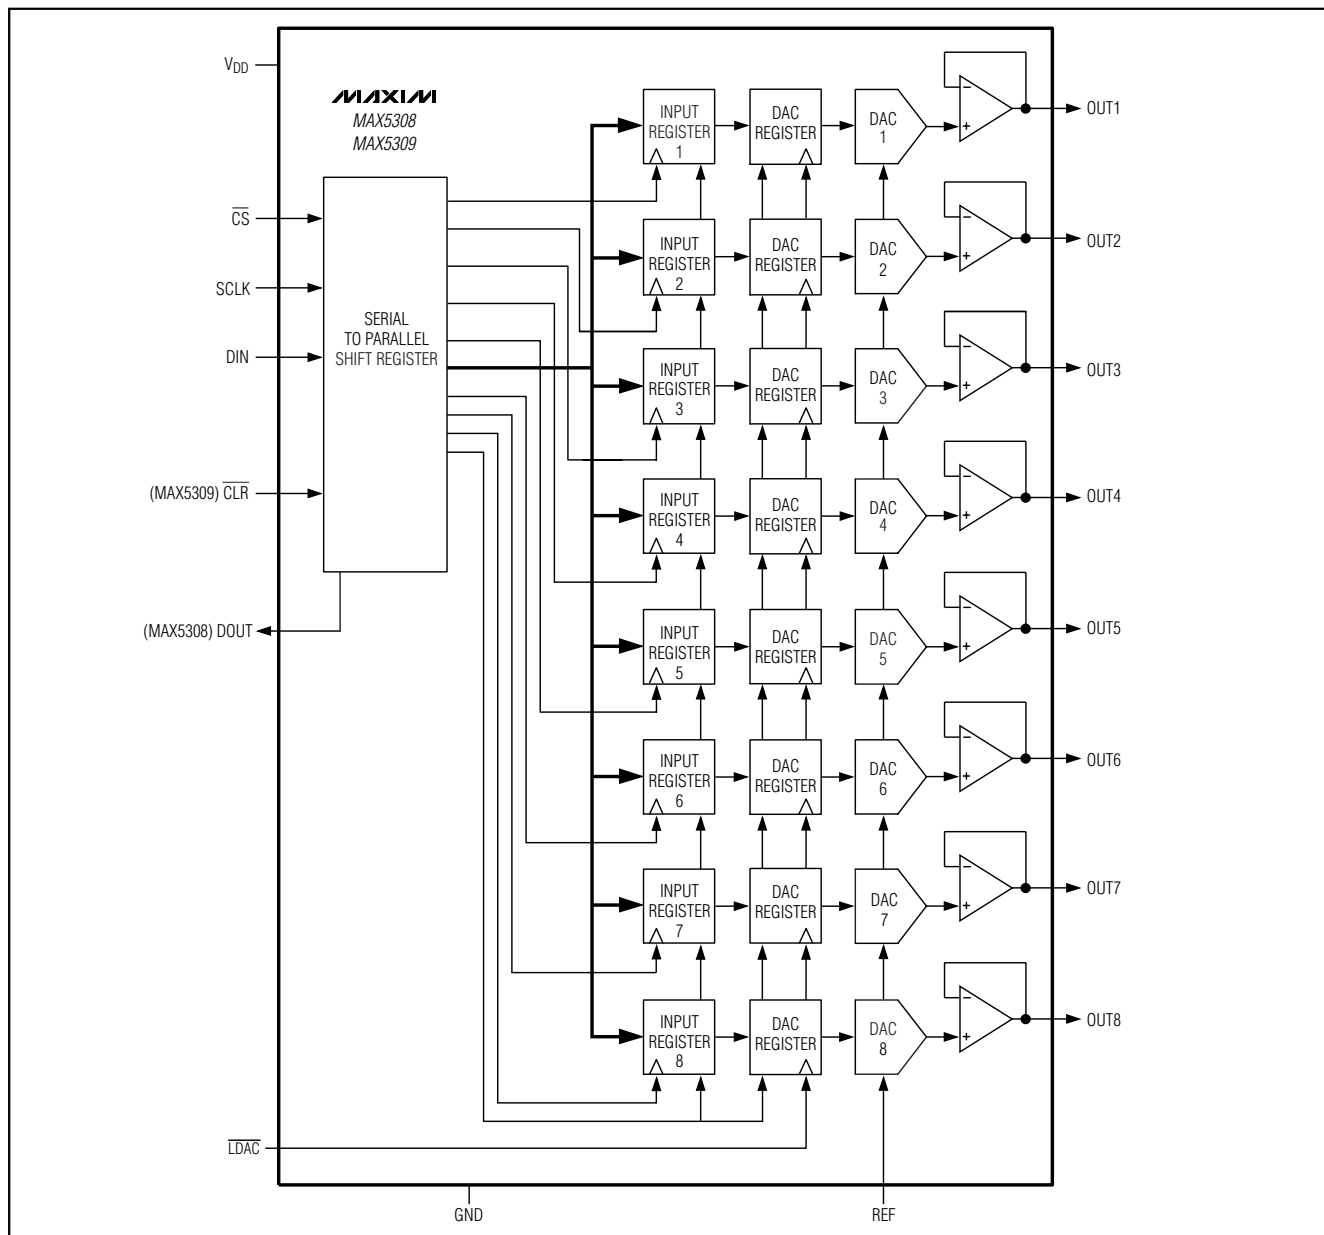 VDD
MAXIM
MAX5308
MAX5309
CS
SCLK
DIN
(MAX5309) CLR
(MAX5308) DOUT
LDAC
GND
REF
SERIAL
TO PARALLEL
SHIFT REGISTER
INPUT
REGISTER
1
DAC
REGISTER
DAC
1
OUT1
INPUT
REGISTER
2
DAC
REGISTER
DAC
2
OUT2
INPUT
REGISTER
3
DAC
REGISTER
DAC
3
OUT3
INPUT
REGISTER
4
DAC
REGISTER
DAC
4
OUT4
INPUT
REGISTER
5
DAC
REGISTER
DAC
5
OUT5
INPUT
REGISTER
6
DAC
REGISTER
DAC
6
OUT6
INPUT
REGISTER
7
DAC
REGISTER
DAC
7
OUT7
INPUT
REGISTER
8
DAC
REGISTER
DAC
8
OUT8